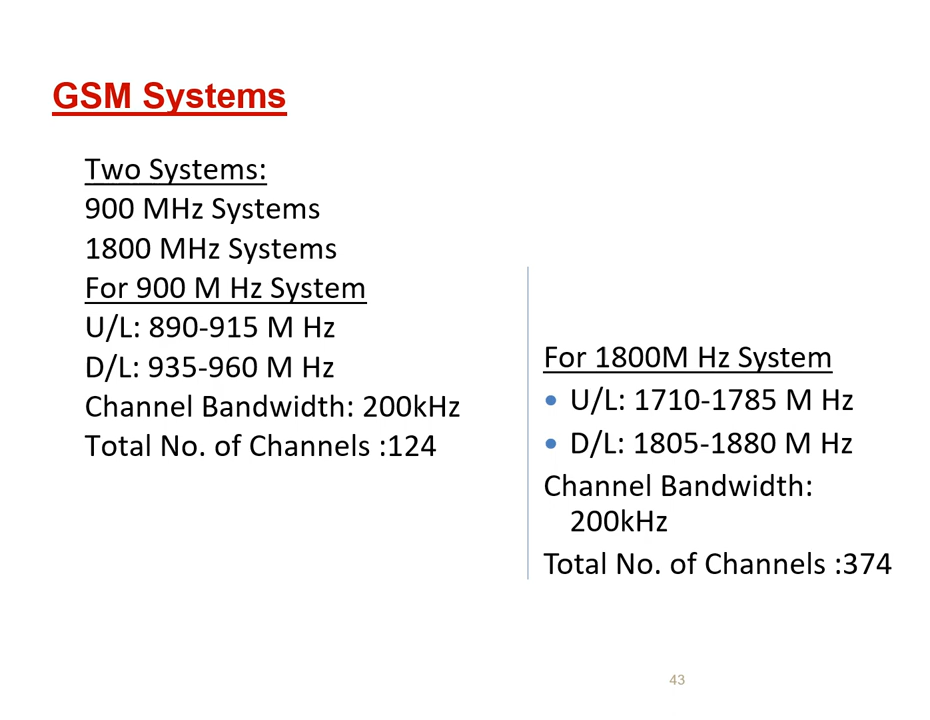 GSM Systems
Two Systems:
900 MHz Systems
1800 MHz Systems
For 900 M Hz System
U/L: 890-915 M Hz
D/L: 935-960 M Hz
Channel Bandwidth: 200kHz
Total No. of Channels :124
For 1800M Hz System
• U/L: 1710-1785 M Hz
• D/L: 1805-1880 M Hz
Channel Bandwidth:
200kHz
Total No. of Channels :374
43